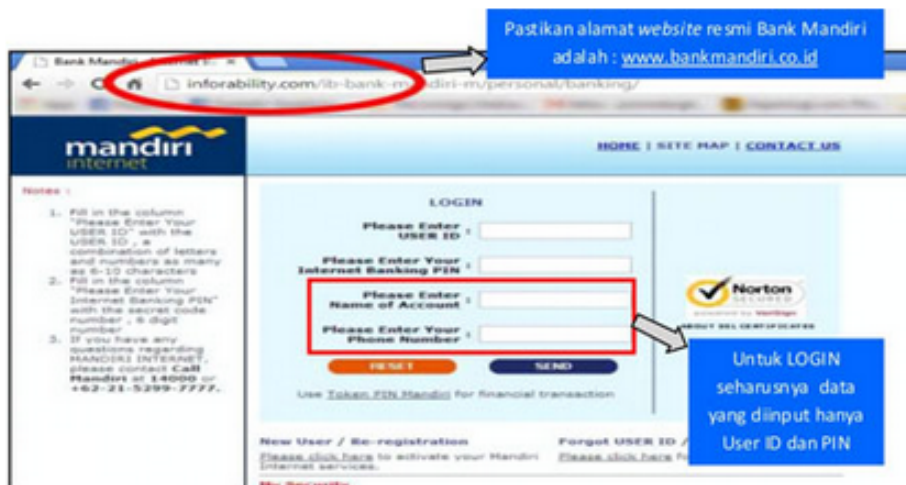 Pastikan alamat website resmi Bank Mandiri
adalah : www.bankmandiri.co.id
Bank Mandiri
inforability.com/ib-bank-mandiri-m/personal/banking/
mandiri
internet
HOME | SITE MAP | CONTACT US
Notes :
1. Fill in the column
"Please Enter Your
USER ID" with the
USER ID , a
combination of letters
and numbers as many
as 6-10 characters
2. Fill in the column
"Please Enter Your
Internet Banking PIN"
with the secret code
number , 6 digit
number
3. If you have any
questions regarding
MANDIRI INTERNET,
please contact Call
Mandiri at 14000 or
+62-21-5299-7777.
LOGIN
Please Enter
USER ID :
Please Enter Your
Internet Banking PIN :
Please Enter
Name of Account :
Please Enter Your
Phone Number :
RESET
SEND
Use Token PIN Mandiri for financial transaction
Norton
SECURED
powered by VeriSign
ABOUT SSL CERTIFICATES
Untuk LOGIN
seharusnya data
yang diinput hanya
User ID dan PIN
New User / Re-registration
Please click here to activate your Mandiri
Internet services.
Forgot USER ID /
Please click here
My Security